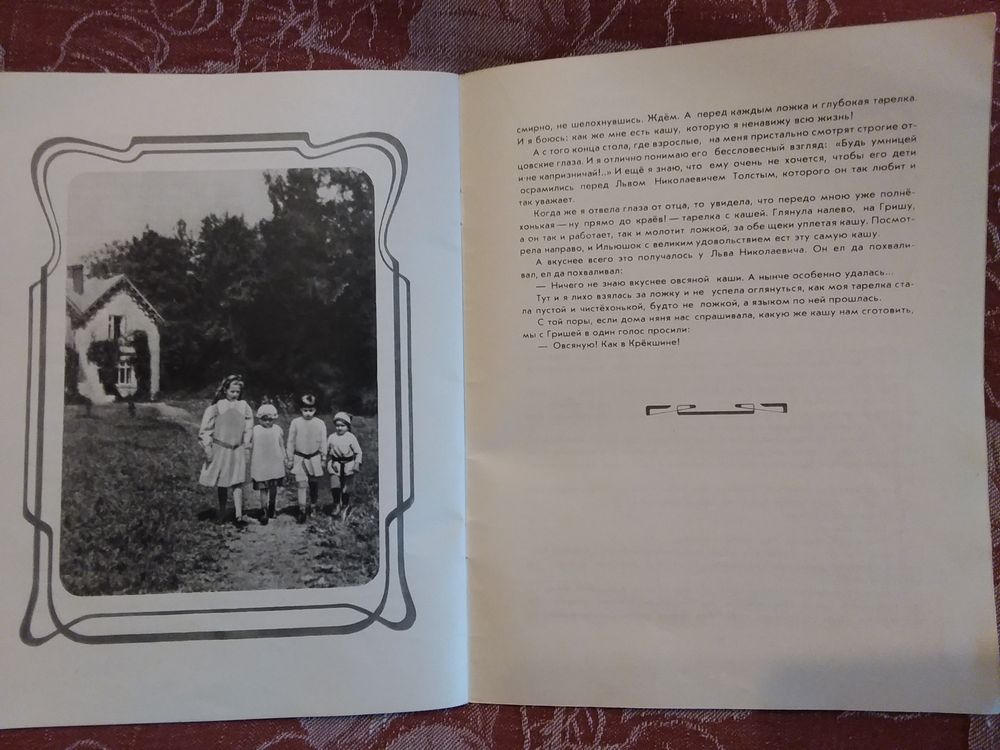 смирно, не шелохнувшись. Ждём. А перед каждым ложка и глубокая тарелка.
И я боюсь: как же мне есть кашу, которую я ненавижу всю жизнь!
А с того конца стола, где взрослые, на меня пристально смотрят строгие от-
цовские глаза. И я отлично понимаю его бессловесный взгляд: «Будь умницей
и не капризничай!..» И ещё я знаю, что ему очень не хочется, чтобы его дети
осрамились перед Львом Николаевичем Толстым, которого он так любит и
так уважает.
Когда же я отвела глаза от отца, то увидела, что передо мною уже полнё-
хонькая — ну прямо до краёв! — тарелка с кашей. Глянула налево, на Гришу,
а он так и работает, так и молотит ложкой, за обе щеки уплетая кашу. Посмот-
рела направо, и Ильюшок с великим удовольствием ест эту самую кашу.
А вкуснее всего это получалось у Льва Николаевича. Он ел да похвали-
вал, ел да похваливал:
— Ничего не знаю вкуснее овсяной каши. А нынче особенно удалась...
Тут и я лихо взялась за ложку и не успела оглянуться, как моя тарелка ста-
ла пустой и чистёхонькой, будто не ложкой, а языком по ней прошлась.
С той поры, если дома няня нас спрашивала, какую же кашу нам сготовить,
мы с Гришей в один голос просили:
— Овсяную! Как в Крёкшине!